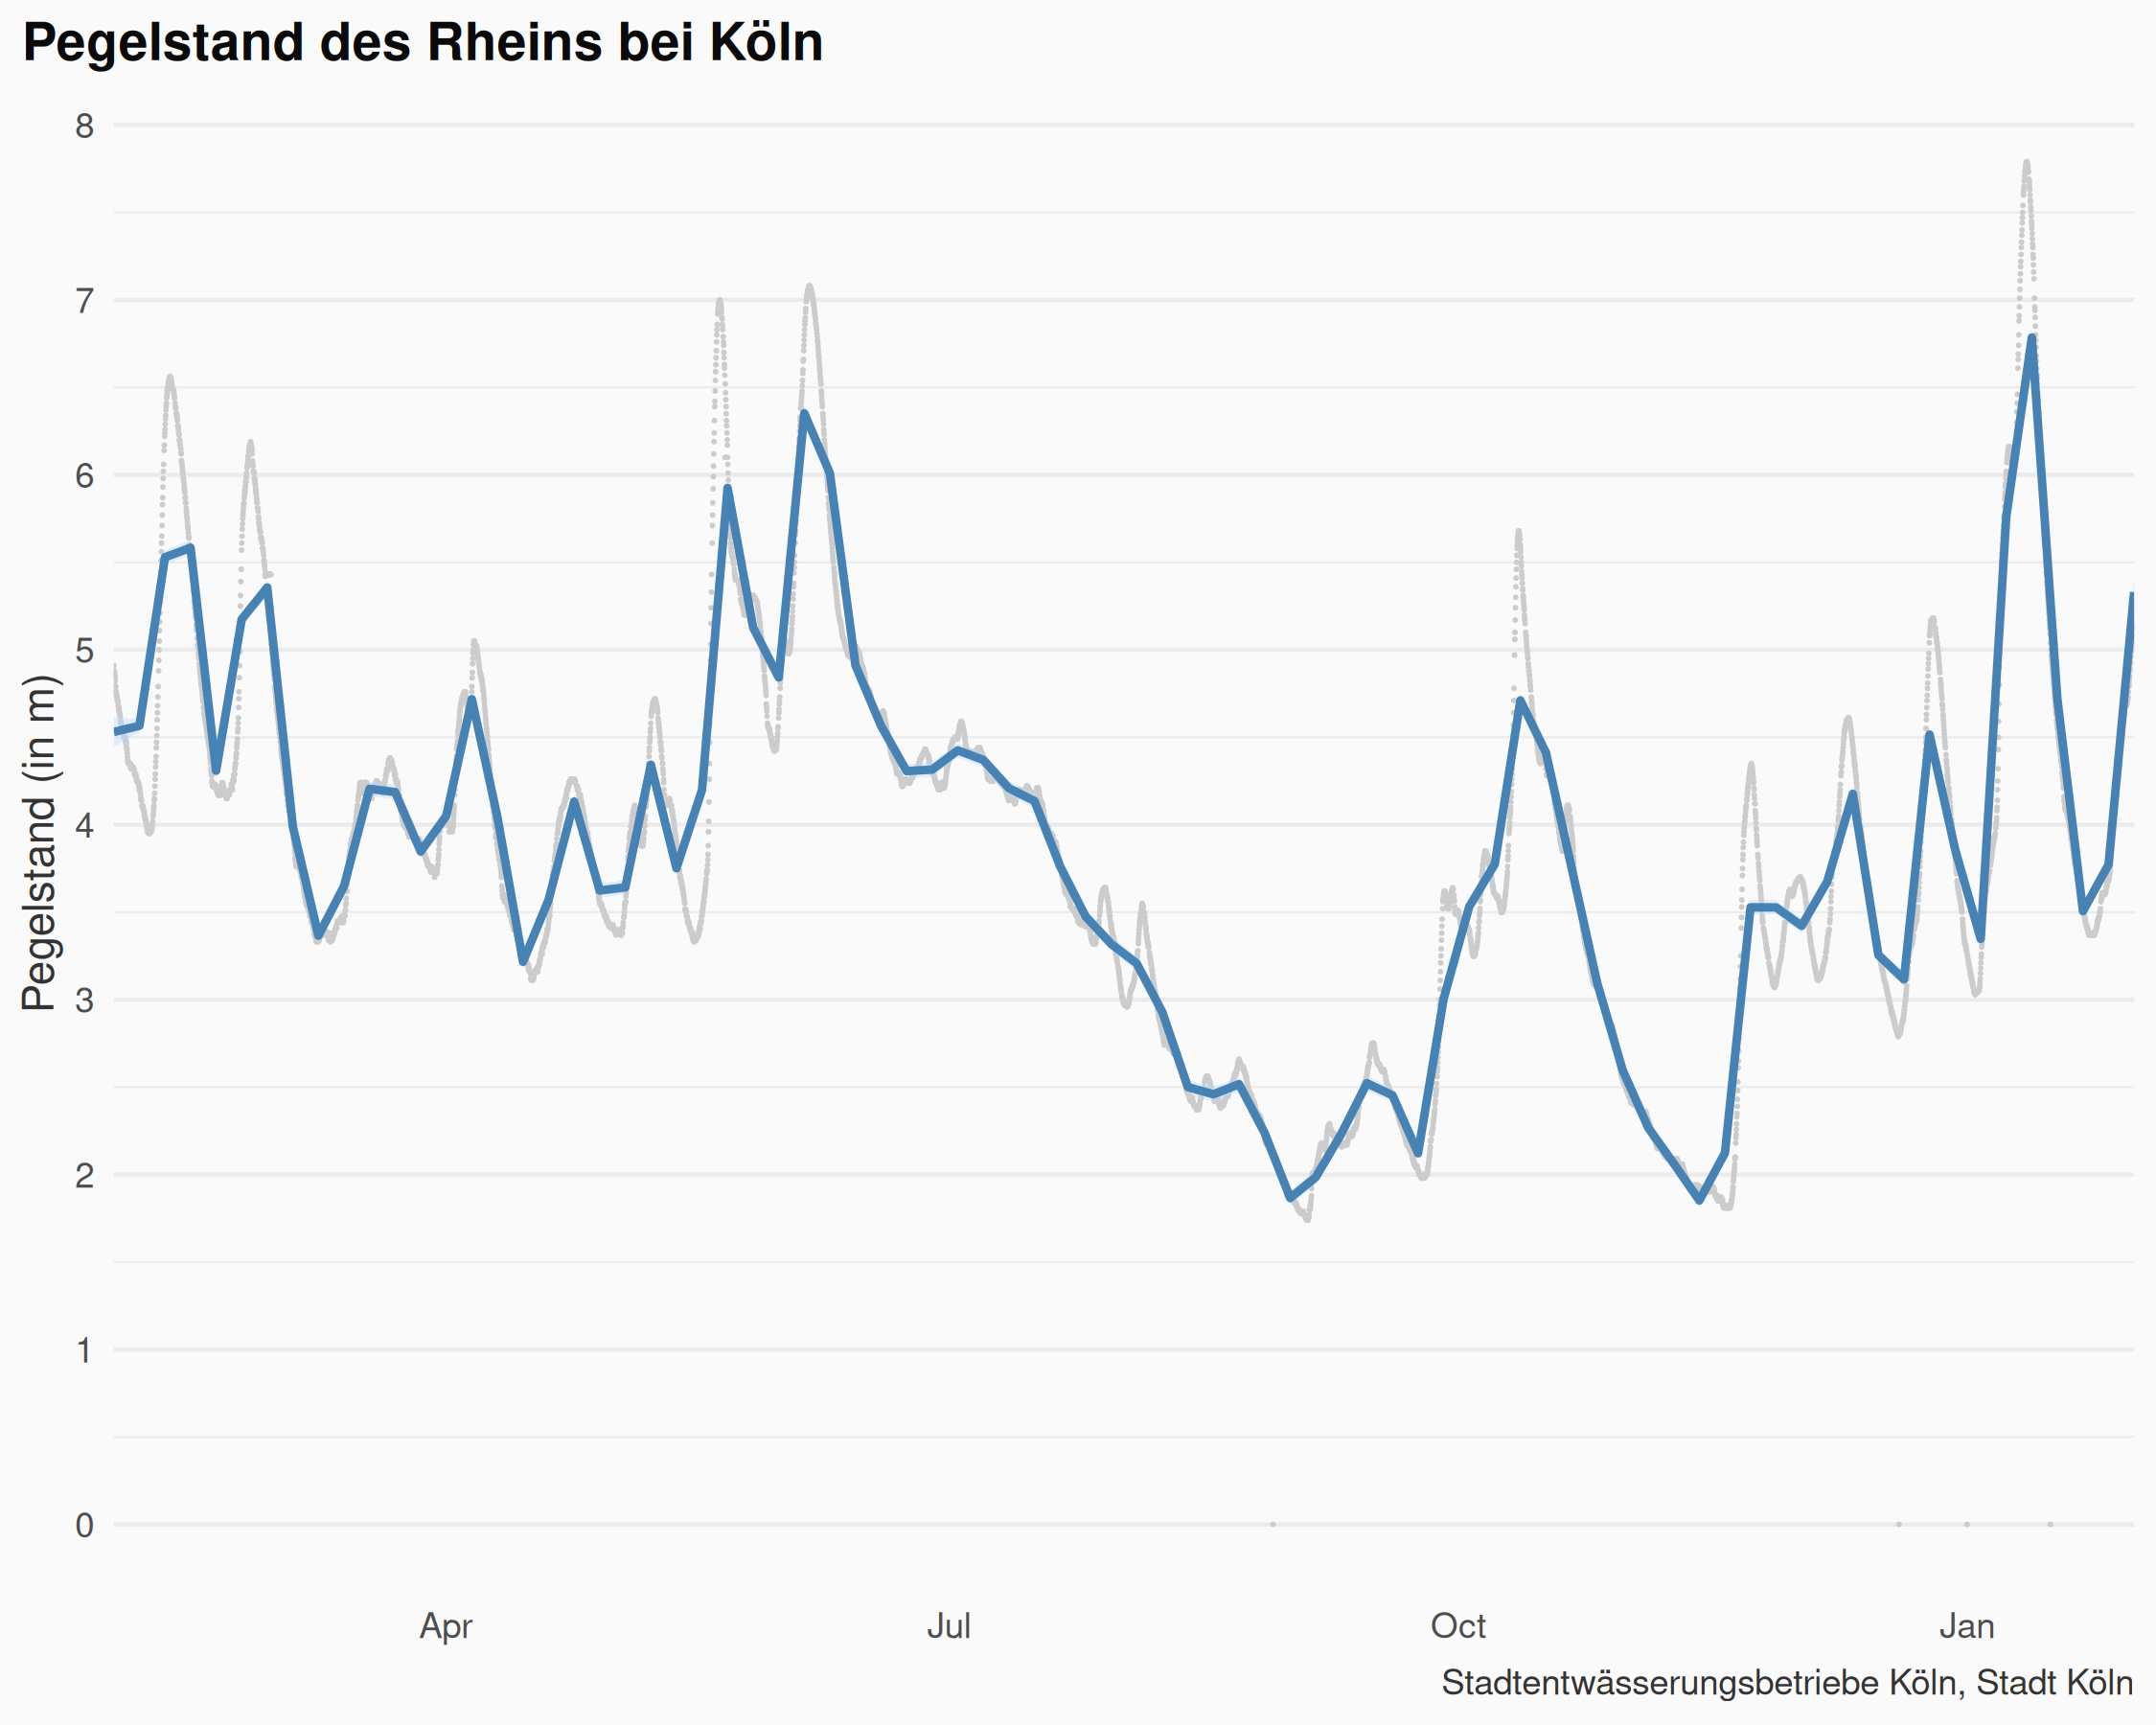 Pegelstand des Rheins bei Köln
Pegelstand (in m)
8
7
6
5
4
3
2
1
0
Apr Jul Oct Jan
Stadtentwässerungsbetriebe Köln, Stadt Köln